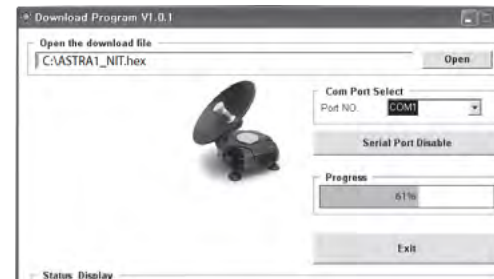 Download Program V1.0.1
Open the download file
C:\ASTRA1_NIT.hex
Open
Com Port Select
Port NO.
COM1
Serial Port Disable
Progress
61%
Exit
Status Display